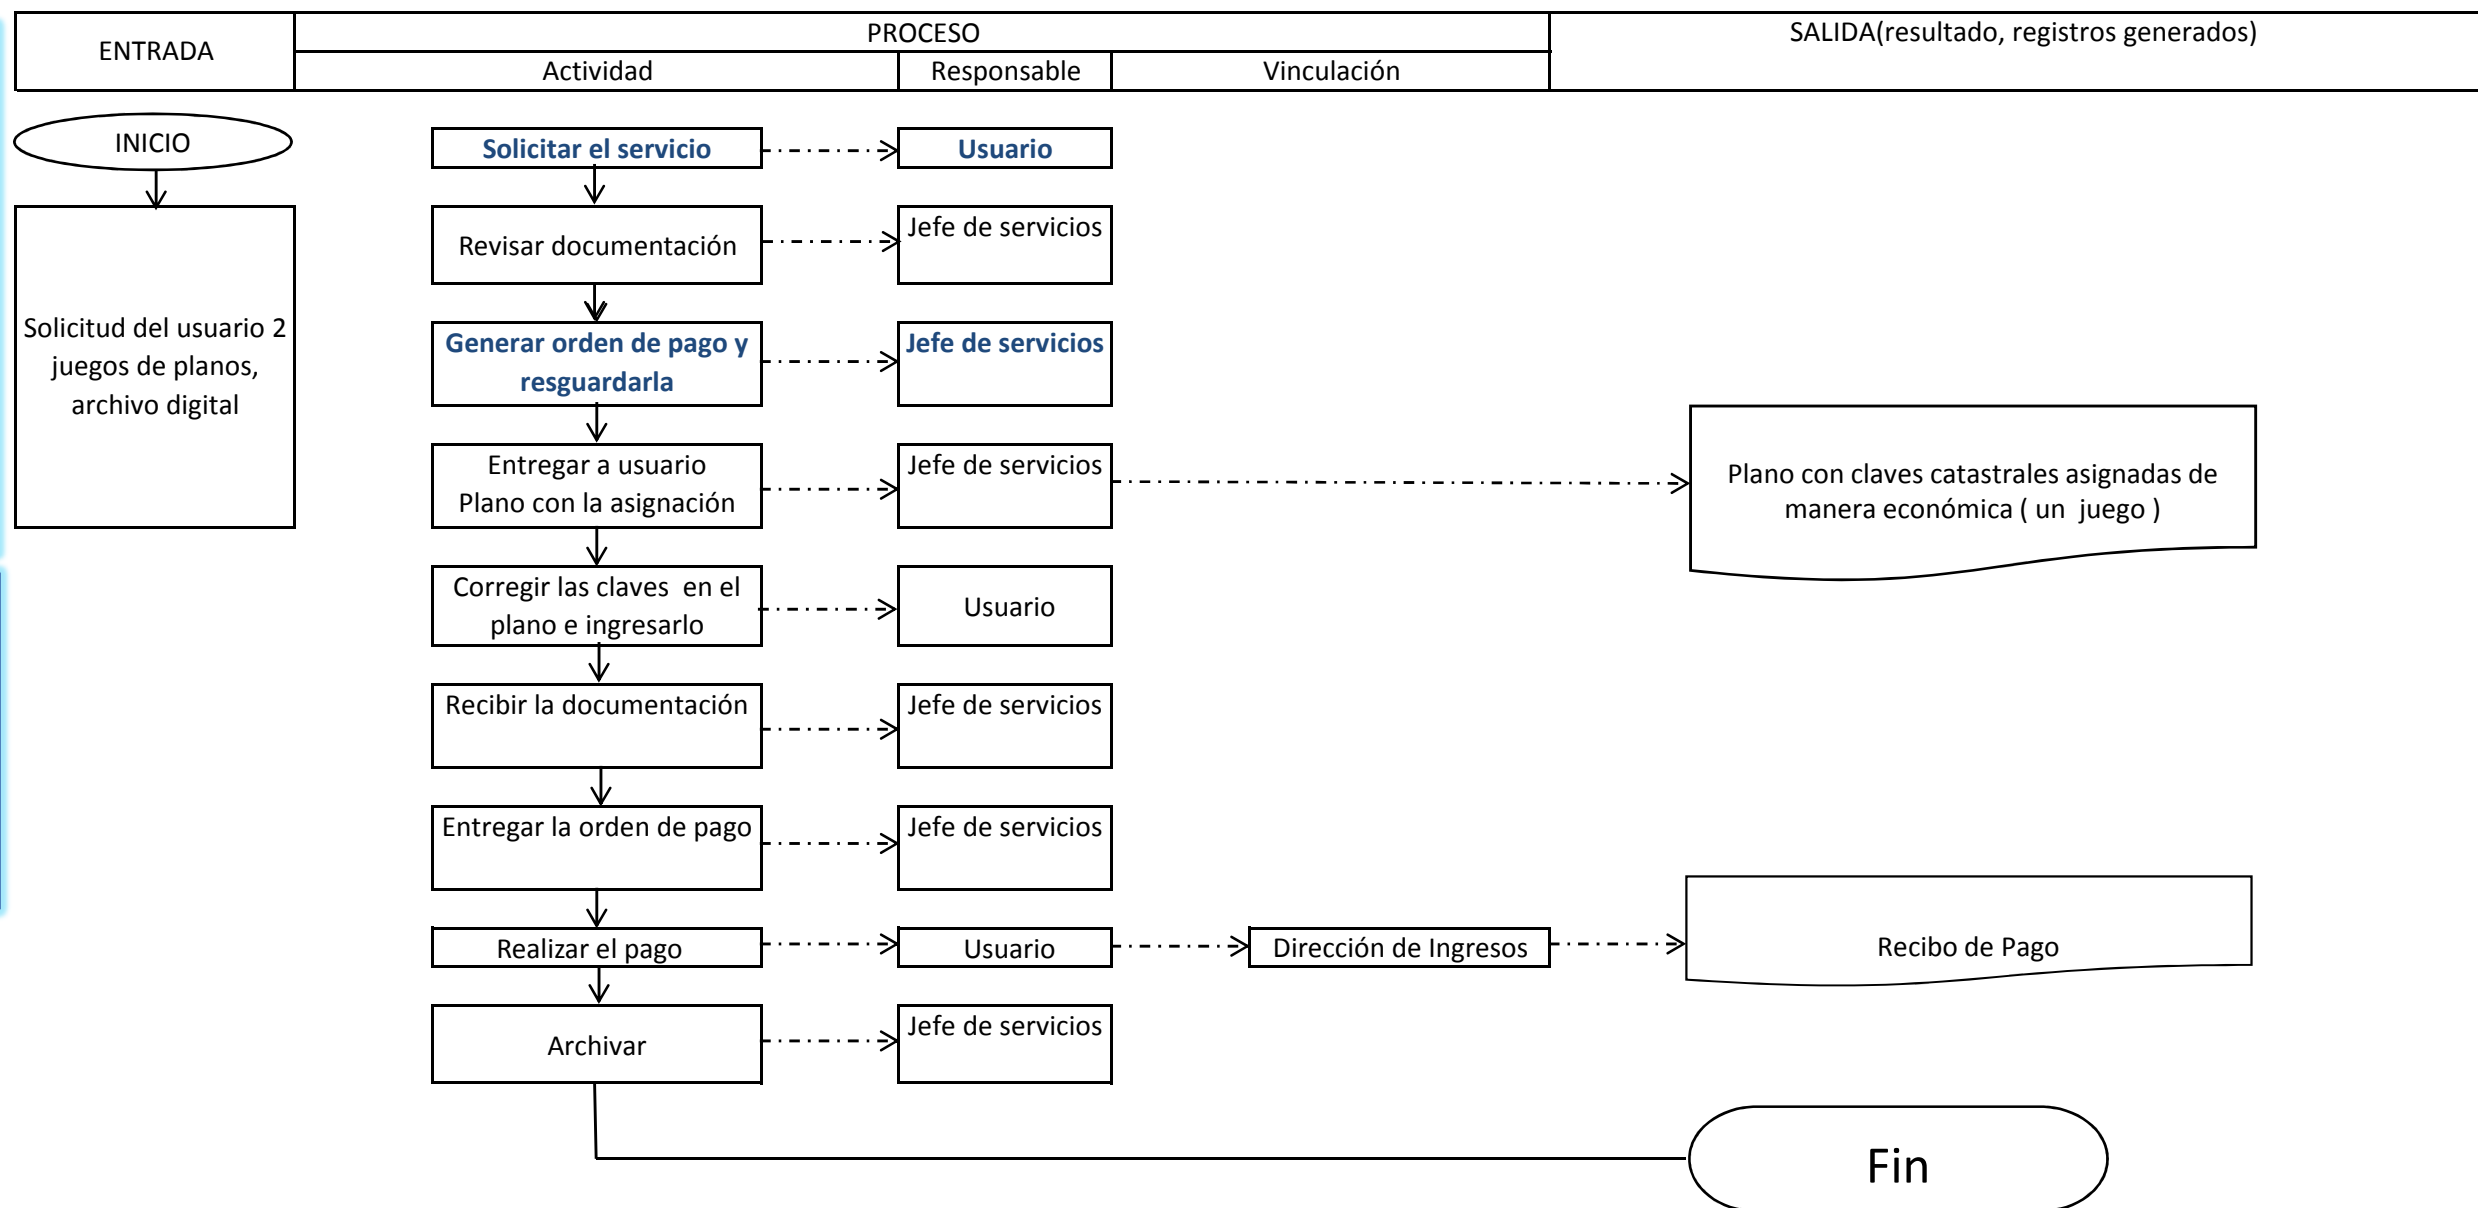 ENTRADA
PROCESO
SALIDA(resultado, registros generados)
Actividad
Responsable
Vinculación
INICIO
Solicitud del usuario 2
juegos de planos,
archivo digital
Solicitar el servicio
Usuario
Revisar documentación
Jefe de servicios
Generar orden de pago y
resguardarla
Jefe de servicios
Entregar a usuario
Plano con la asignación
Jefe de servicios
Plano con claves catastrales asignadas de
manera económica ( un  juego )
Corregir las claves  en el
plano e ingresarlo
Usuario
Recibir la documentación
Jefe de servicios
Entregar la orden de pago
Jefe de servicios
Realizar el pago
Usuario
Dirección de Ingresos
Recibo de Pago
Archivar
Jefe de servicios
Fin